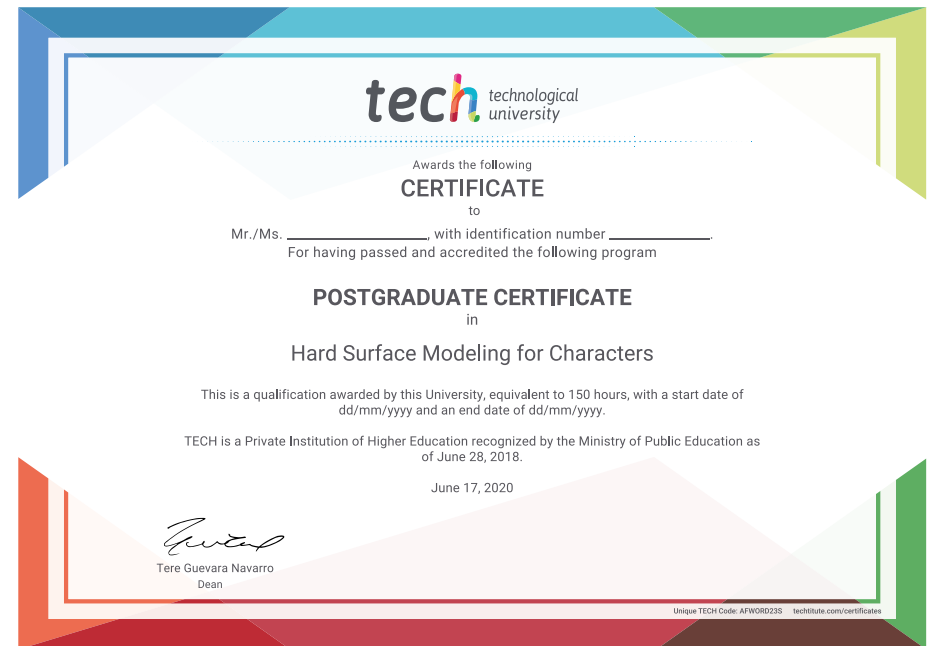 tech technological
university
Awards the following
CERTIFICATE
to
Mr./Ms. ____________, with identification number ____________.
For having passed and accredited the following program
POSTGRADUATE CERTIFICATE
in
Hard Surface Modeling for Characters
This is a qualification awarded by this University, equivalent to 150 hours, with a start date of
dd/mm/yyyy and an end date of dd/mm/yyyy.
TECH is a Private Institution of Higher Education recognized by the Ministry of Public Education as
of June 28, 2018.
June 17, 2020
Tere Guevara Navarro
Dean
Unique TECH Code: AFWORD23S techtitute.com/certificates